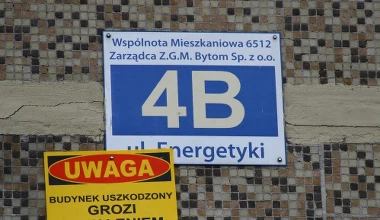 Wspólnota Mieszkaniowa 6512
Zarządca Z.G.M. Bytom Sp. z o.o.
4B
ul. Energetyki
UWAGA
BUDYNEK USZKODZONY
GROZI